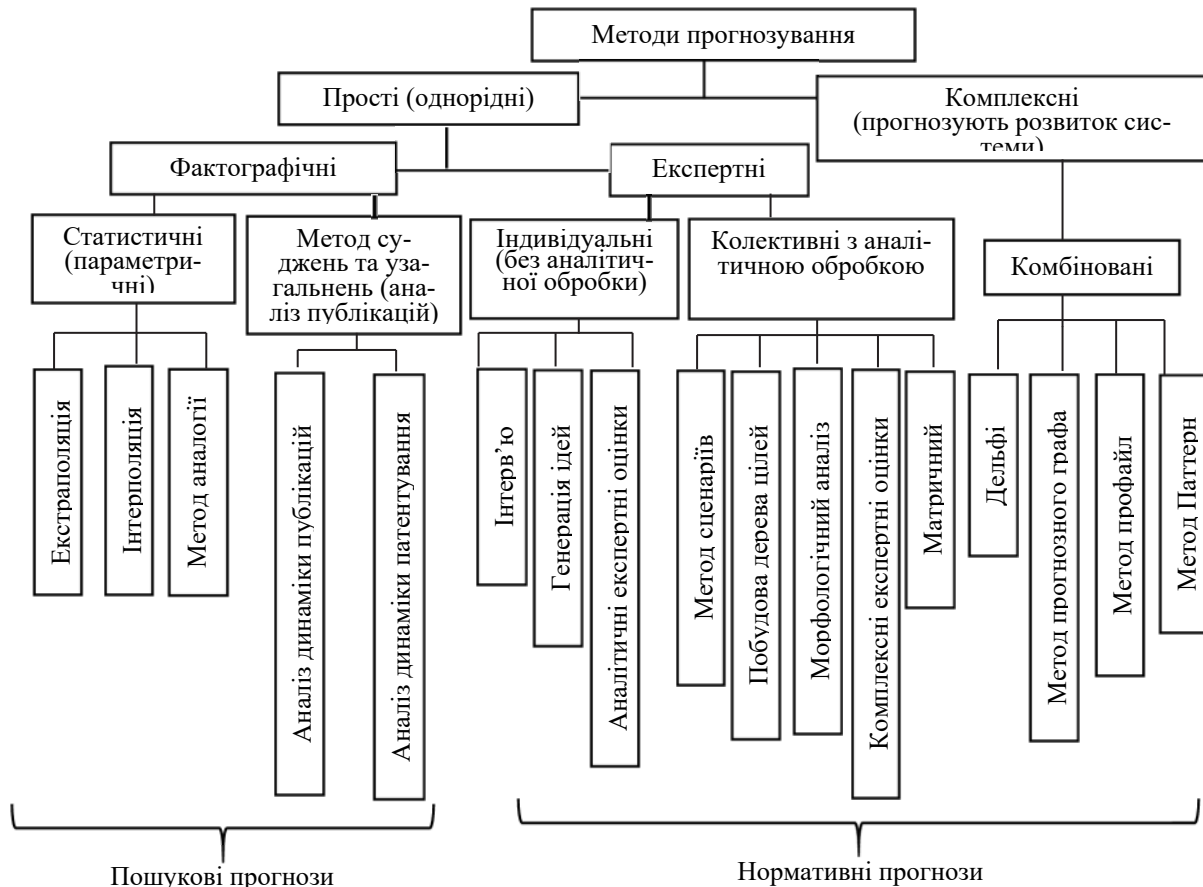 Методи прогнозування
Прості (однорідні)
Комплексні
(прогнозують розвиток сис-
теми)
Фактографічні
Експертні
Статистичні
(параметри-
чні)
Метод су-
джень та уза-
гальнень (ана-
ліз публікацій)
Індивідуальні
(без аналітич-
ної обробки)
Колективні з аналі-
тичною обробкою
Комбіновані
Екстраполяція
Інтерполяція
Метод аналогії
Аналіз динаміки публікацій
Аналіз динаміки патентування
Інтерв’ю
Генерація ідей
Аналітичні експертні оцінки
Метод сценаріїв
Побудова дерева цілей
Морфологічний аналіз
Комплексні експертні оцінки
Матричний
Дельфі
Метод прогнозного графа
Метод профайл
Метод Паттерн
Пошукові прогнози
Нормативні прогнози